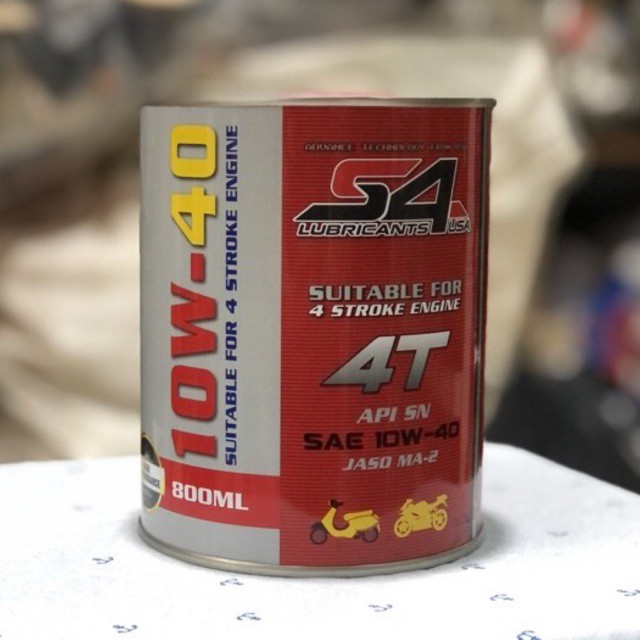 10W-40
SUITABLE FOR 4 STROKE ENGINE
800ML
ADVANCE TECHNOLOGY FROM
S4
LUBRICANTS USA
SUITABLE FOR
4 STROKE ENGINE
4T
API SN
SAE 10W-40
JASO MA-2